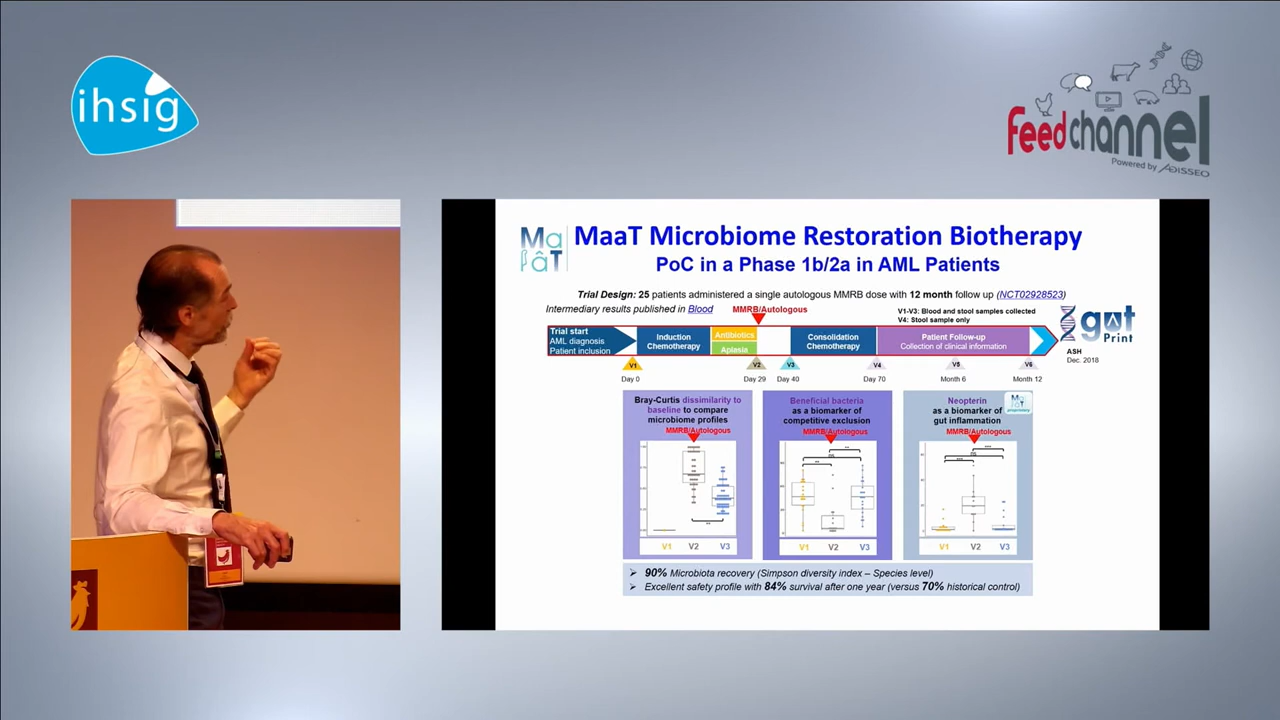 ihsig
feedchannel
Powered by ADISSEO
MaaT MaaT Microbiome Restoration Biotherapy
PoC in a Phase 1b/2a in AML Patients
Trial Design: 25 patients administered a single autologous MMRB dose with 12 month follow up (NCT02928523)
Intermediary results published in Blood
MMRB/Autologous
V1-V3: Blood and stool samples collected
V4: Stool sample only
Trial start
AML diagnosis
Patient inclusion
Induction
Chemotherapy
Antibiotics
Aplasia
Consolidation
Chemotherapy
Patient Follow-up
Collection of clinical information
gut
Print
ASH
Dec. 2018
V1 V2 V3 V4 V5 V6
Day 0 Day 29 Day 40 Day 70 Month 6 Month 12
Bray-Curtis dissimilarity to
baseline to compare
microbiome profiles
MMRB/Autologous
**
V1 V2 V3
Beneficial bacteria
as a biomarker of
competitive exclusion
MMRB/Autologous
**
ns
**
V1 V2 V3
Neopterin
as a biomarker of
gut inflammation
MaaT
proprietary
MMRB/Autologous
***
ns
***
V1 V2 V3
➢ 90% Microbiota recovery (Simpson diversity index – Species level)
➢ Excellent safety profile with 84% survival after one year (versus 70% historical control)